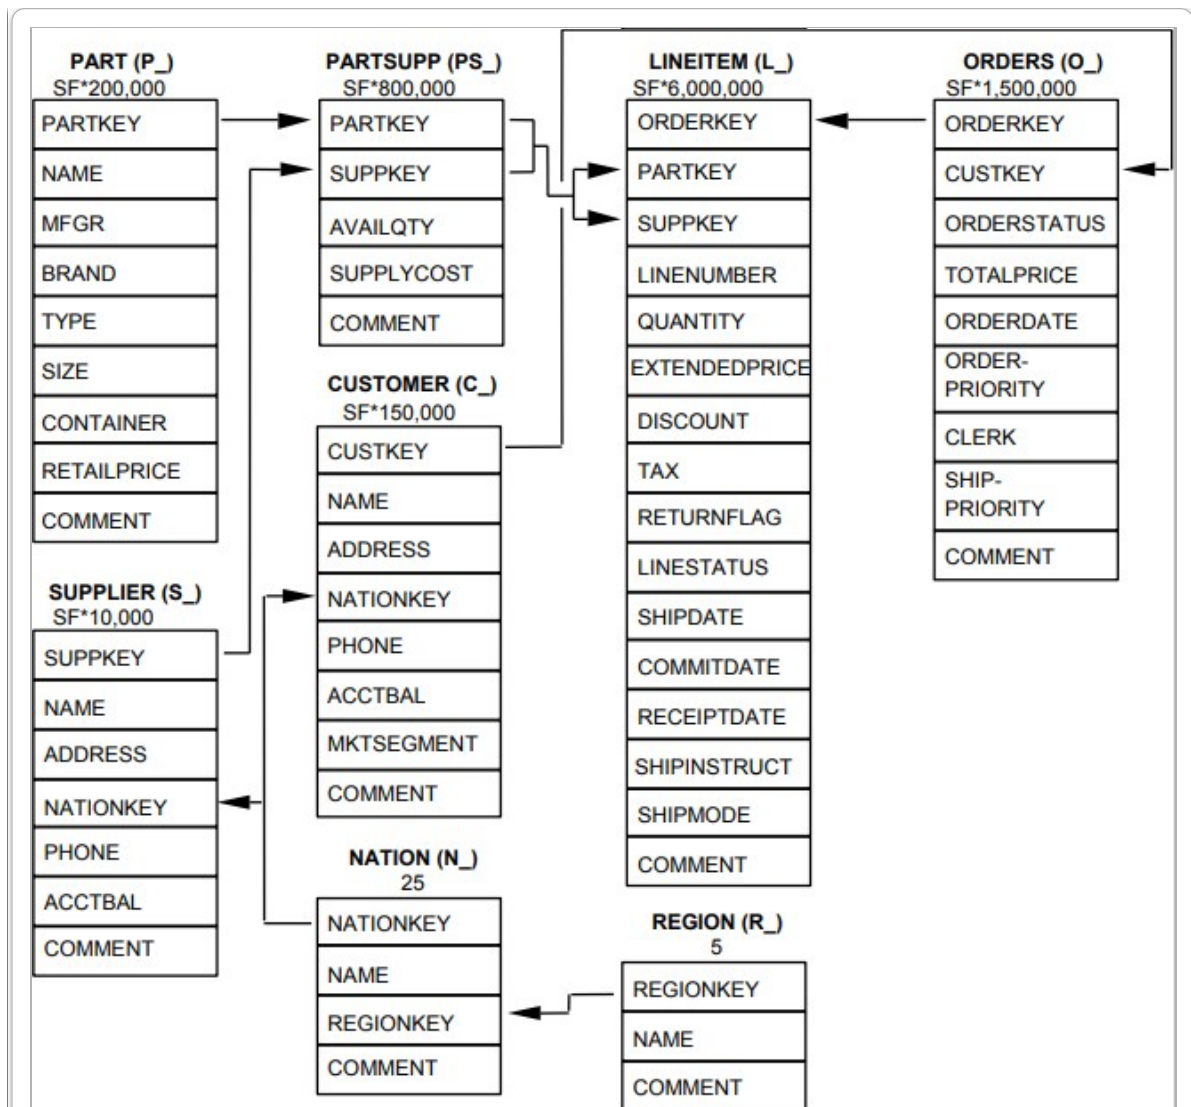 PART (P_)
SF*200,000
PARTKEY
NAME
MFGR
BRAND
TYPE
SIZE
CONTAINER
RETAILPRICE
COMMENT
SUPPLIER (S_)
SF*10,000
SUPPKEY
NAME
ADDRESS
NATIONKEY
PHONE
ACCTBAL
COMMENT
PARTSUPP (PS_)
SF*800,000
PARTKEY
SUPPKEY
AVAILQTY
SUPPLYCOST
COMMENT
CUSTOMER (C_)
SF*150,000
CUSTKEY
NAME
ADDRESS
NATIONKEY
PHONE
ACCTBAL
MKTSEGMENT
COMMENT
NATION (N_)
25
NATIONKEY
NAME
REGIONKEY
COMMENT
LINEITEM (L_)
SF*6,000,000
ORDERKEY
PARTKEY
SUPPKEY
LINENUMBER
QUANTITY
EXTENDEDPRICE
DISCOUNT
TAX
RETURNFLAG
LINESTATUS
SHIPDATE
COMMITDATE
RECEIPTDATE
SHIPINSTRUCT
SHIPMODE
COMMENT
REGION (R_)
5
REGIONKEY
NAME
COMMENT
ORDERS (O_)
SF*1,500,000
ORDERKEY
CUSTKEY
ORDERSTATUS
TOTALPRICE
ORDERDATE
ORDER-
PRIORITY
CLERK
SHIP-
PRIORITY
COMMENT